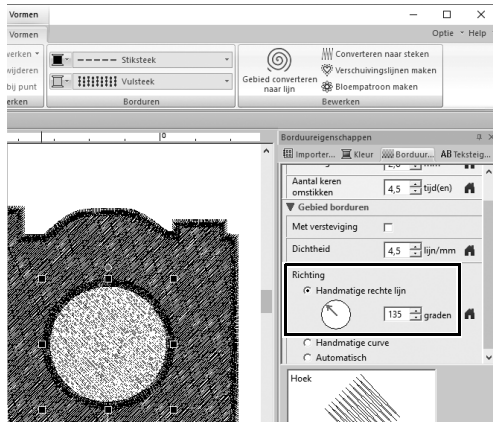 Vormen
Vormen
Optie Help
werken
Stiksteek
Converteren naar steken
wijderen
Vulsteek
Gebied converteren naar lijn
Verschuivingslijnen maken
bij punt
Bloempatroon maken
erken
Borduren
Bewerken
Borduureigenschappen
Importer... Kleur Borduur... AB Teksteig...
Aantal keren omstikken 4,5 tijd(en)
Gebied borduren
Met versteviging
Dichtheid 4,5 lijn/mm
Richting
Handmatige rechte lijn
135 graden
Handmatige curve
Automatisch
Hoek
0